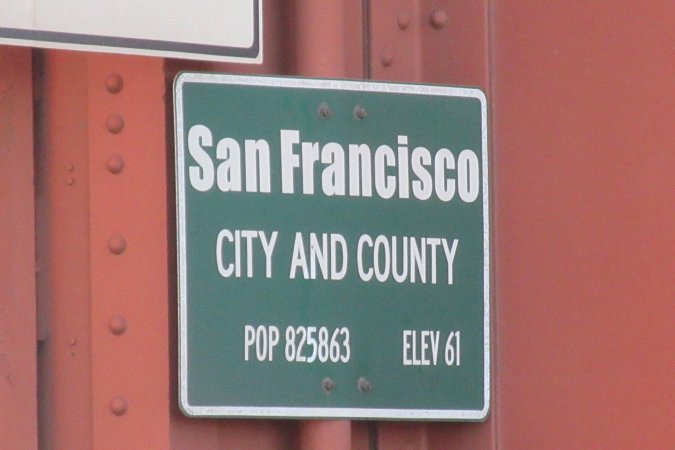 San Francisco
CITY AND COUNTY
POP 825863 ELEV 61